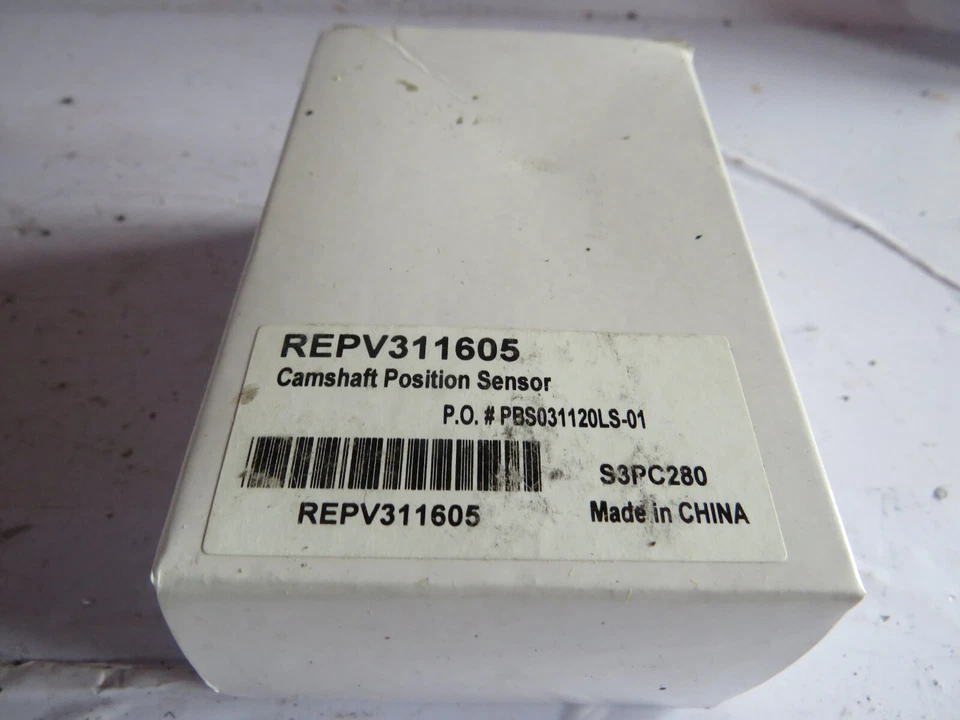 REPV311605
Camshaft Position Sensor
P.O. # PBS031120LS-01
S3PC280
REPV311605
Made in CHINA